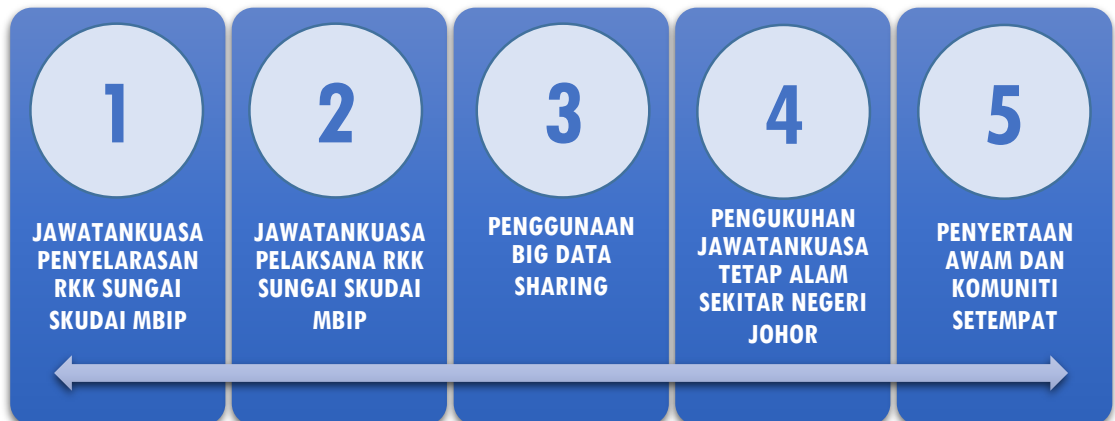 1
JAWATANKUASA
PENYELARASAN
RKK SUNGAI
SKUDAI MBIP
2
JAWATANKUASA
PELAKSANA RKK
SUNGAI SKUDAI
MBIP
3
PENGGUNAAN
BIG DATA
SHARING
4
PENGUKUHAN
JAWATANKUASA
TETAP ALAM
SEKITAR NEGERI
JOHOR
5
PENYERTAAN
AWAM DAN
KOMUNITI
SETEMPAT